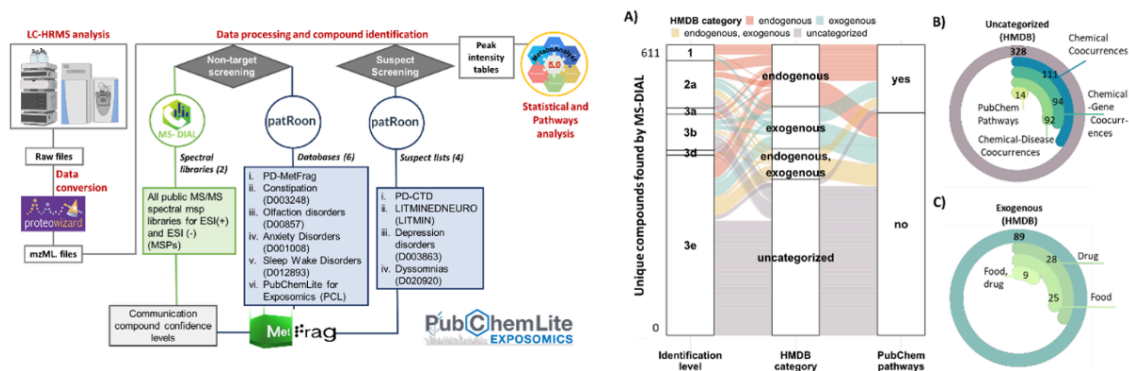 LC-HRMS analysis
Raw files
Data conversion
proteowizard
mzML. files
Data processing and compound identification
Non-target
screening
Suspect
Screening
Peak
intensity
tables
MetaboAnalyst
5.0
Statistical and
Pathways
analysis
MS- DIAL
patRoon
patRoon
Spectral
libraries (2)
Databases (6)
Suspect lists (4)
All public MS/MS
spectral msp
libraries for ESI(+)
and ESI (-)
(MSPs)
i. PD-MetFrag
ii. Constipation
(D003248)
iii. Olfaction disorders
(D00857)
iv. Anxiety Disorders
(D001008)
v. Sleep Wake Disorders
(D012893)
vi. PubChemLite for
Exposomics (PCL)
i. PD-CTD
ii. LITMINEDNEURO
(LITMIN)
iii. Depression
disorders
(D003863)
iv. Dyssomnias
(D020920)
Communication
compound confidence
levels
MetFrag
PubChemLite
EXPOSOMICS
A)
HMDB category
endogenous
exogenous
endogenous, exogenous
uncategorized
Unique compounds found by MS-DIAL
611
0
1
2a
3a
3b
3d
3e
endogenous
exogenous
endogenous,
exogenous
uncategorized
yes
no
Identification
level
HMDB
category
PubChem
pathways
B)
Uncategorized
(HMDB)
328
111
94
92
14
Chemical
Coocurrences
Chemical
-Gene
Coocurr-
ences
PubChem
Pathways
Chemical-Disease
Coocurrences
C)
Exogenous
(HMDB)
89
28
25
9
Drug
Food
Food,
drug